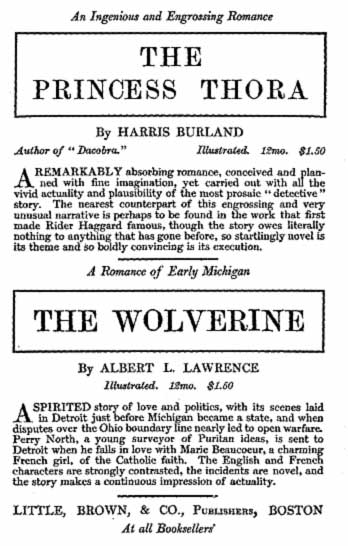 An Ingenious and Engrossing Romance
THE
PRINCESS THORA
By HARRIS BURLAND
Author of "Dacobra."   Illustrated.   12mo.   $1.50
A REMARKABLY absorbing romance, conceived and plan-
ned with fine imagination, yet carried out with all the
vivid actuality and plausibility of the most prosaic "detective"
story. The nearest counterpart of this engrossing and very
unusual narrative is perhaps to be found in the work that first
made Rider Haggard famous, though the story owes literally
nothing to anything that has gone before, so startlingly novel is
its theme and so boldly convincing is its execution.
A Romance of Early Michigan
THE WOLVERINE
By ALBERT L. LAWRENCE
Illustrated.   12mo.   $1.50
A SPIRITED story of love and politics, with its scenes laid
in Detroit just before Michigan became a state, and when
disputes over the Ohio boundary line nearly led to open warfare.
Perry North, a young surveyor of Puritan ideas, is sent to
Detroit when he falls in love with Marie Beaucoeur, a charming
French girl, of the Catholic faith. The English and French
characters are strongly contrasted, the incidents are novel, and
the story makes a continuous impression of actuality.
LITTLE, BROWN, & CO., PUBLISHERS, BOSTON
At all Booksellers'